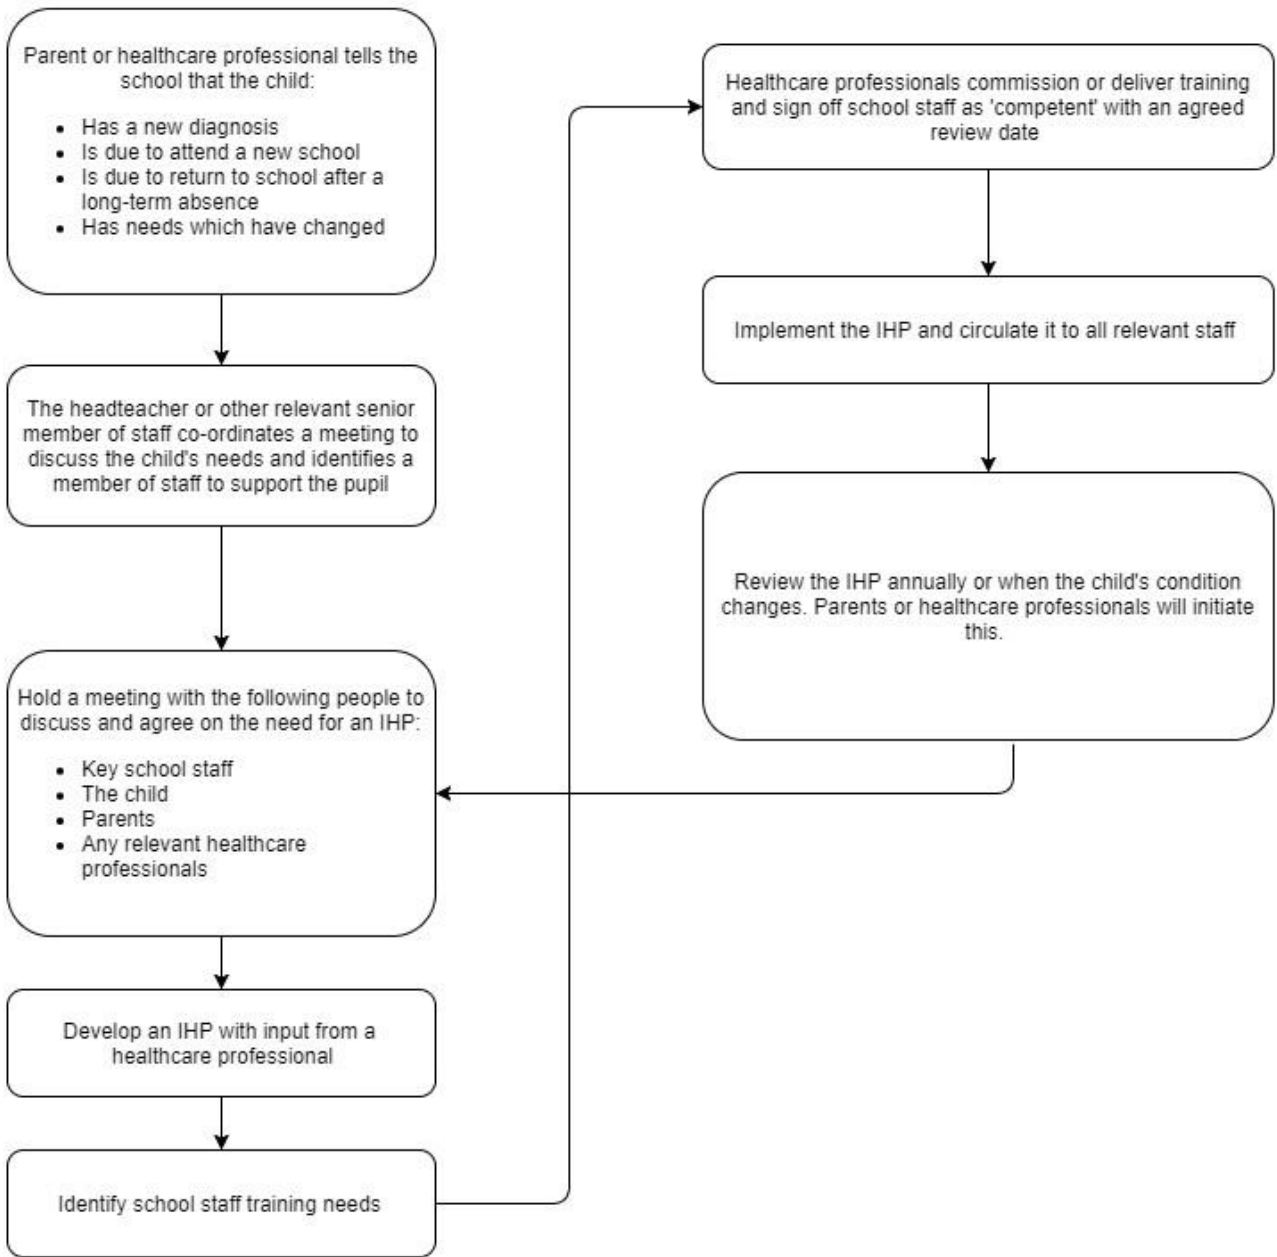 Parent or healthcare professional tells the
school that the child:
• Has a new diagnosis
• Is due to attend a new school
• Is due to return to school after a
long-term absence
• Has needs which have changed
The headteacher or other relevant senior
member of staff co-ordinates a meeting to
discuss the child's needs and identifies a
member of staff to support the pupil
Hold a meeting with the following people to
discuss and agree on the need for an IHP:
• Key school staff
• The child
• Parents
• Any relevant healthcare
professionals
Develop an IHP with input from a
healthcare professional
Identify school staff training needs
Healthcare professionals commission or deliver training
and sign off school staff as 'competent' with an agreed
review date
Implement the IHP and circulate it to all relevant staff
Review the IHP annually or when the child's condition
changes. Parents or healthcare professionals will initiate
this.